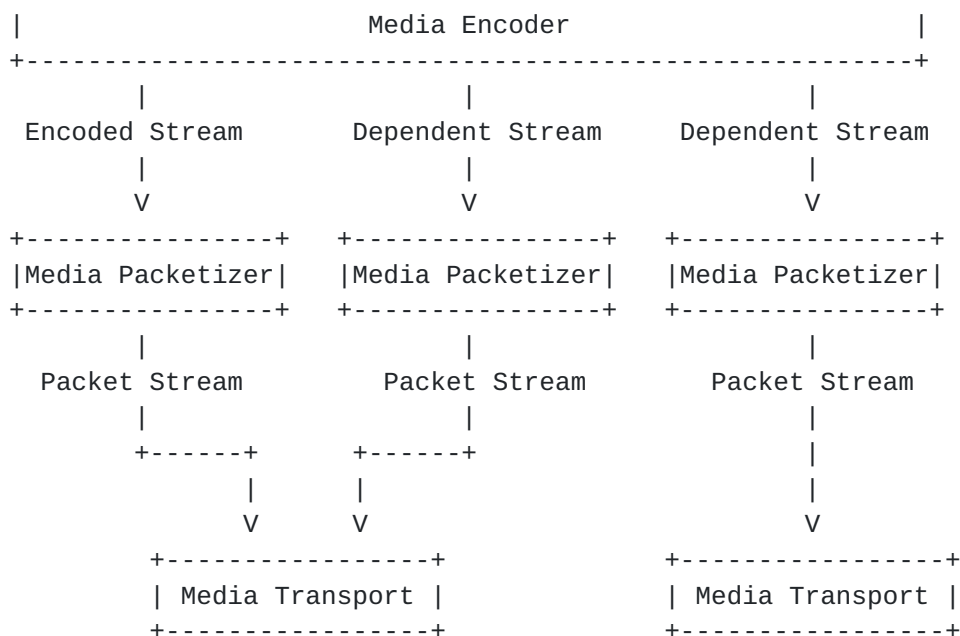 |                      Media Encoder                      |
+---------------------------------------------------------+
        |                    |                     |
 Encoded Stream       Dependent Stream     Dependent Stream
        |                    |                     |
        V                    V                     V
+----------------+   +----------------+   +----------------+
|Media Packetizer|   |Media Packetizer|   |Media Packetizer|
+----------------+   +----------------+   +----------------+
        |                    |                     |
  Packet Stream         Packet Stream        Packet Stream
        |                    |                     |
        +------+      +------+                     |
               |      |                            |
               V      V                            V
         +-----------------+              +-----------------+
         | Media Transport |              | Media Transport |
         +-----------------+              +-----------------+